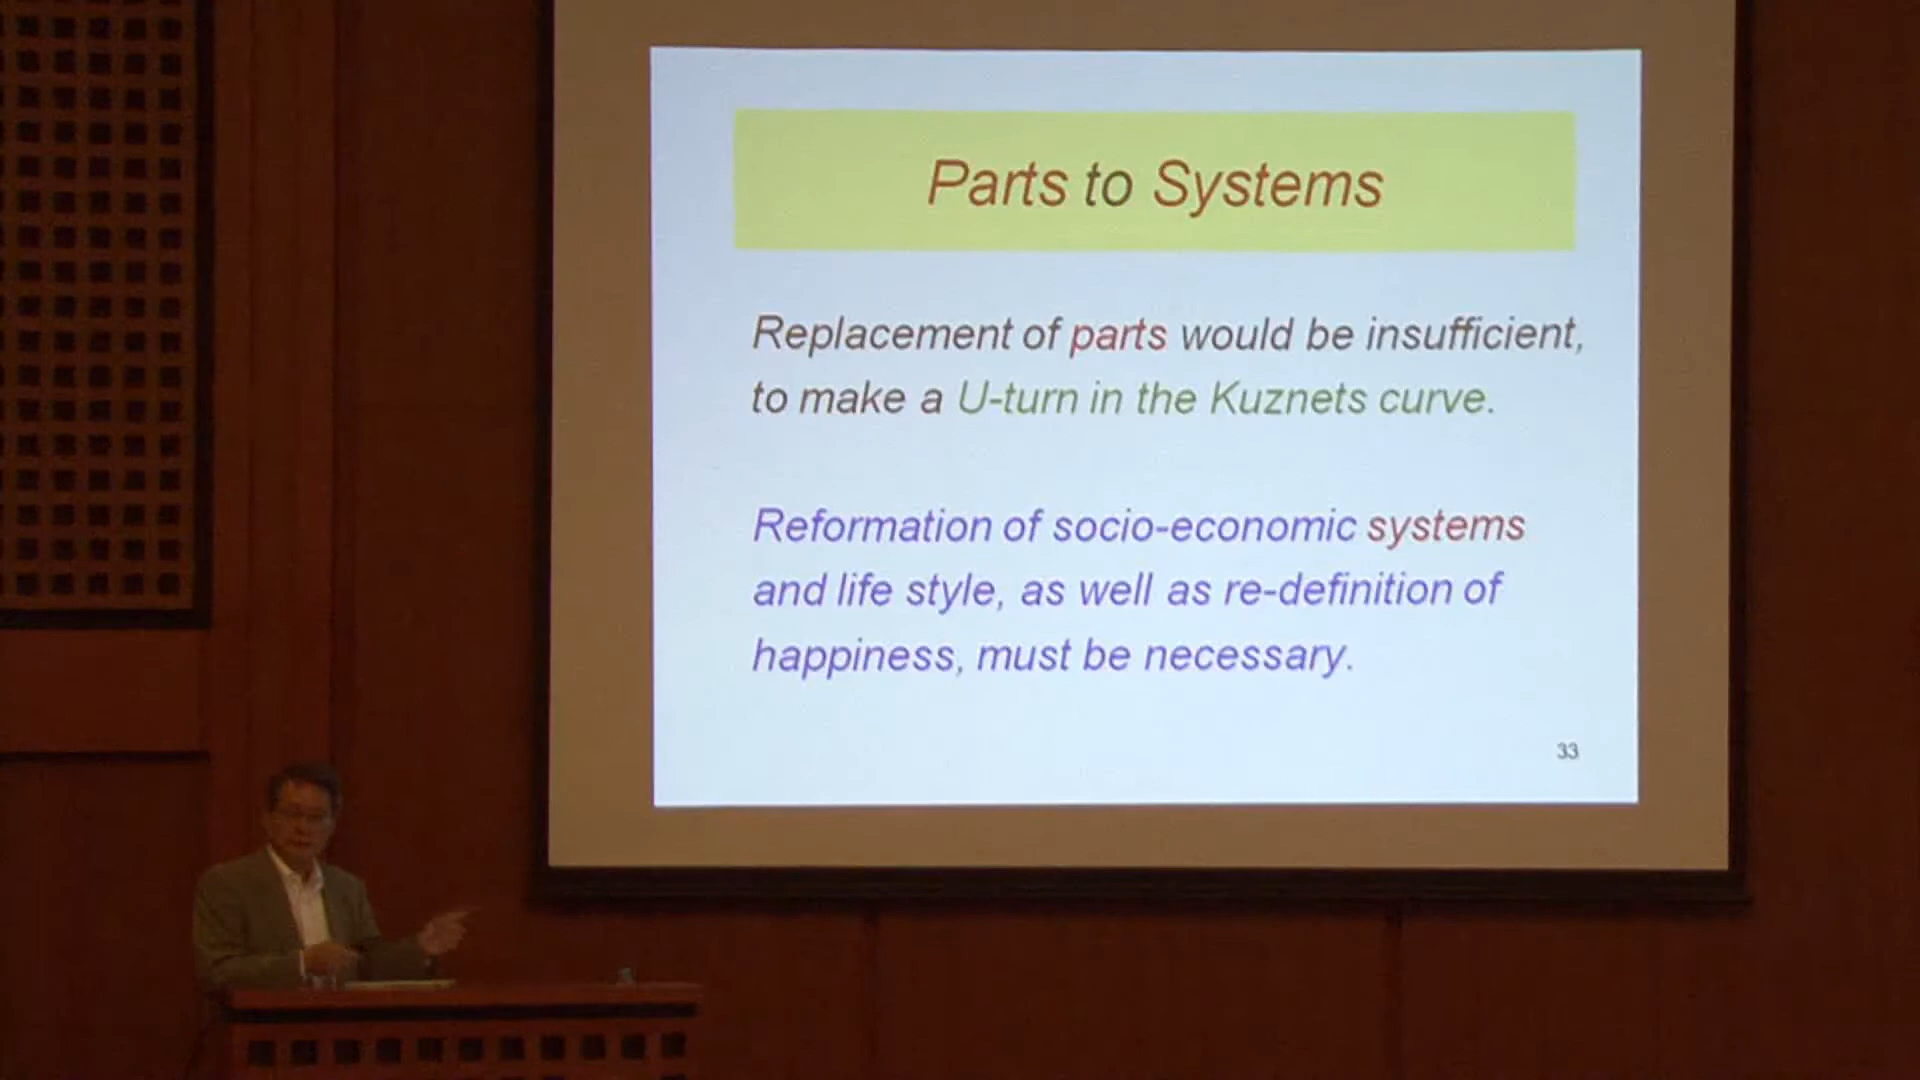 Parts to Systems
Replacement of parts would be insufficient,
to make a U-turn in the Kuznets curve.
Reformation of socio-economic systems
and life style, as well as re-definition of
happiness, must be necessary.
33